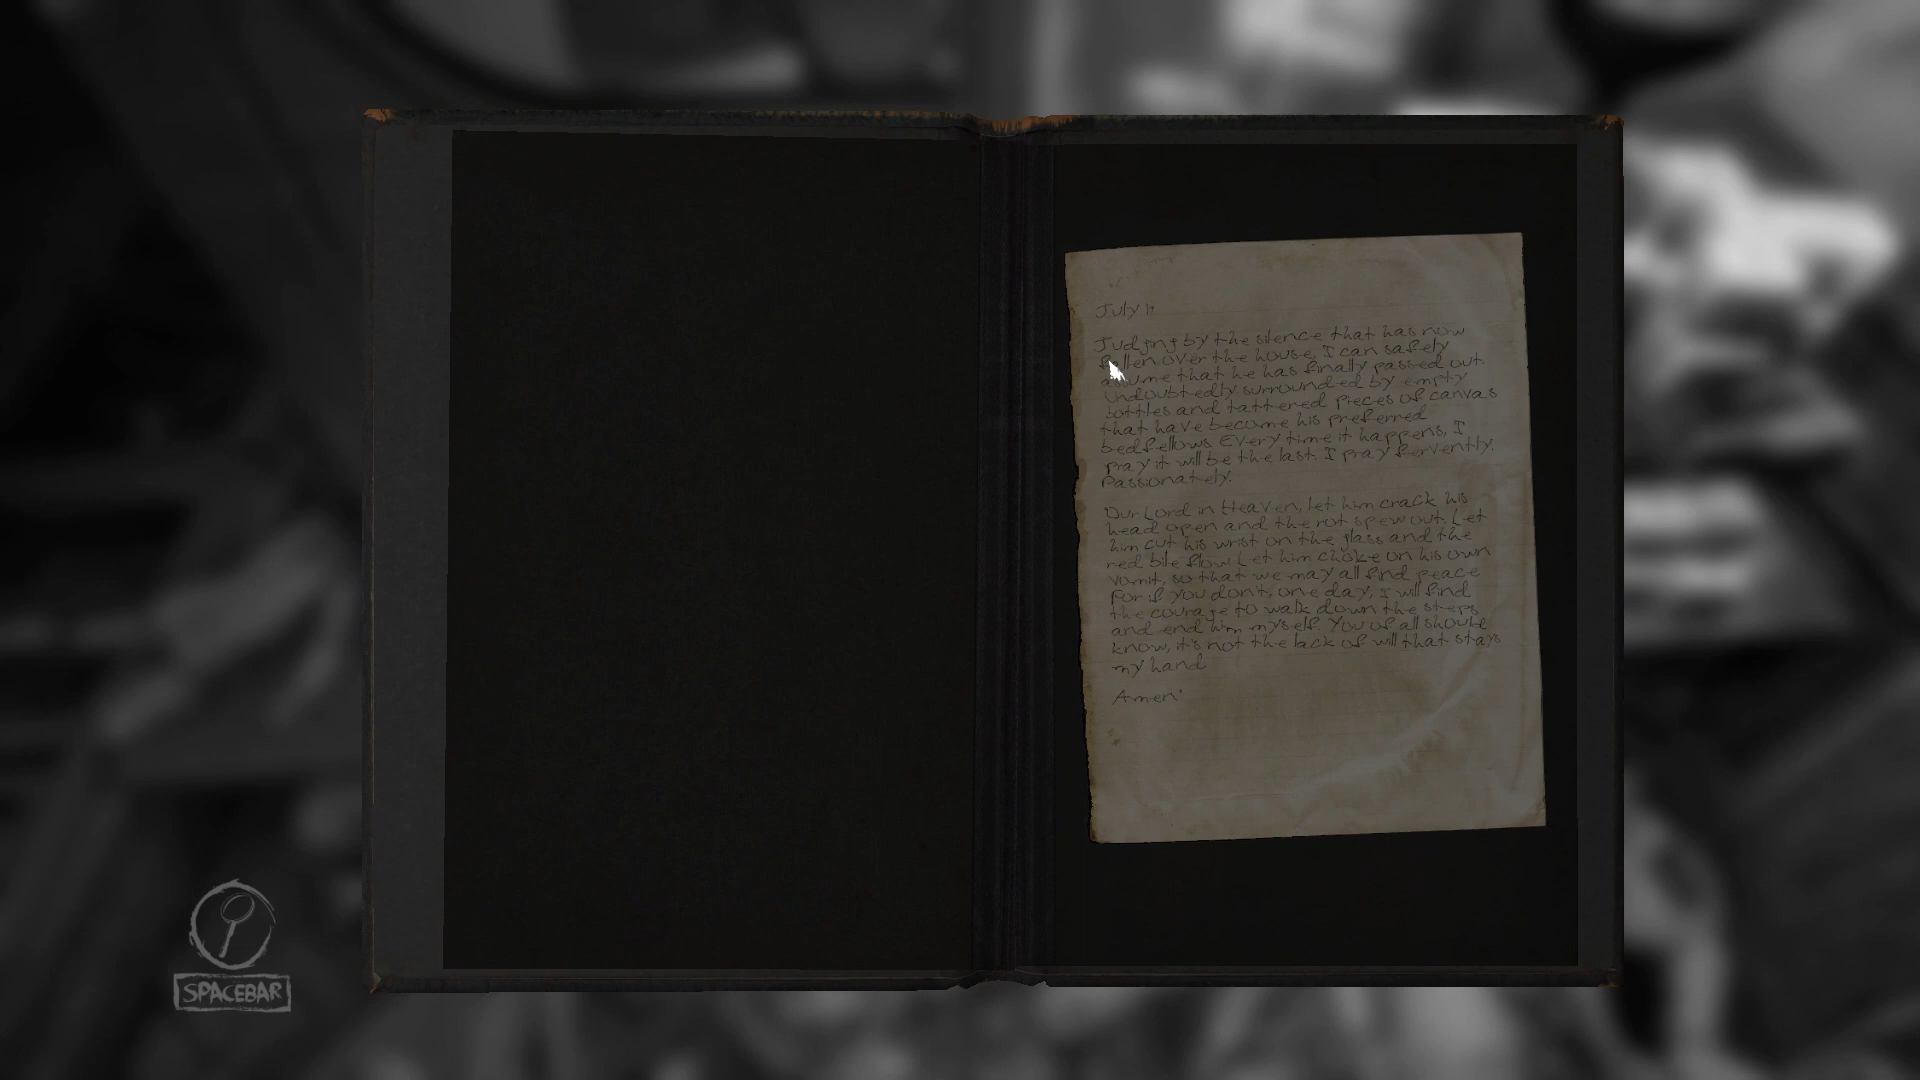 July 1
Judging by the silence that has now
fallen over the house, I can safely
assume that he has finally passed out.
Undoubtedly surrounded by empty
bottles and tattered pieces of canvas
that have become his preferred
bedfellows. Every time it happens, I
pray it will be the last. I pray fervently.
Passionately.
Our Lord in Heaven, let him crack his
head open and the rot spew out. Let
him cut his wrist on the glass and the
red bile flow. Let him choke on his own
vomit, so that we may all find peace
For if you don't, one day, I will find
the courage to walk down the steps
and end him myself. You of all should
know, it's not the lack of will that stays
my hand
Amen
SPACEBAR